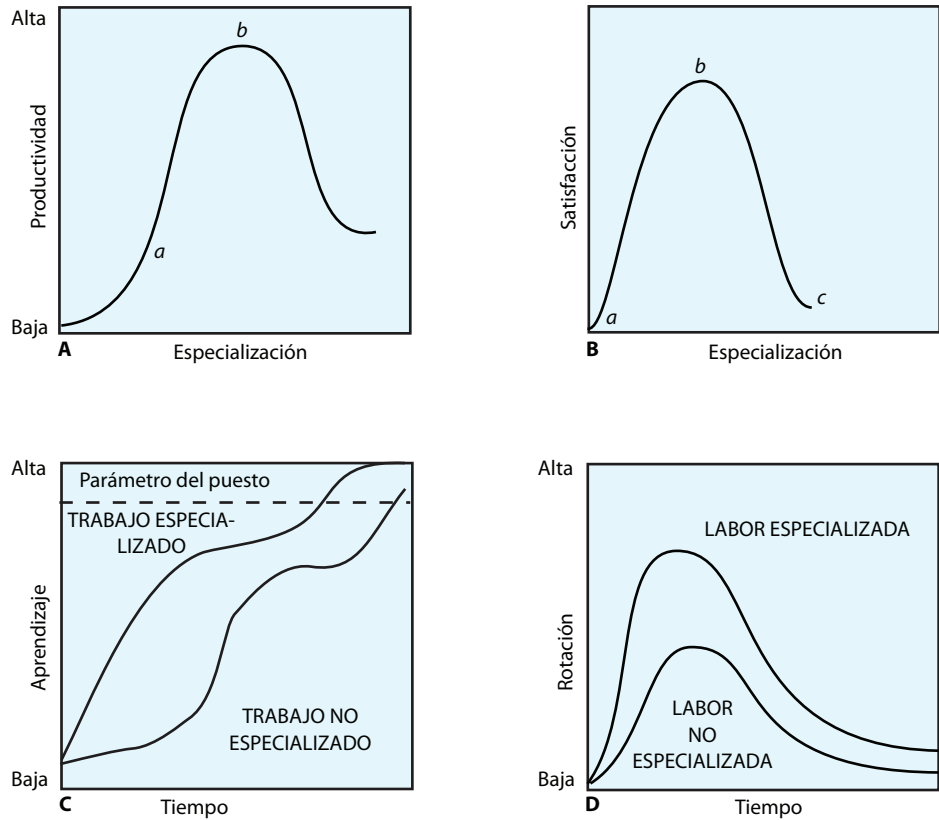 Alta
Productividad
b
a
Baja
A
Especialización
Satisfacción
b
a
c
B
Especialización
Alta
Parámetro del puesto
TRABAJO ESPECIA-
LIZADO
Aprendizaje
TRABAJO NO
ESPECIALIZADO
Baja
C
Tiempo
Alta
LABOR ESPECIALIZADA
Rotación
LABOR
NO
ESPECIALIZADA
Baja
D
Tiempo